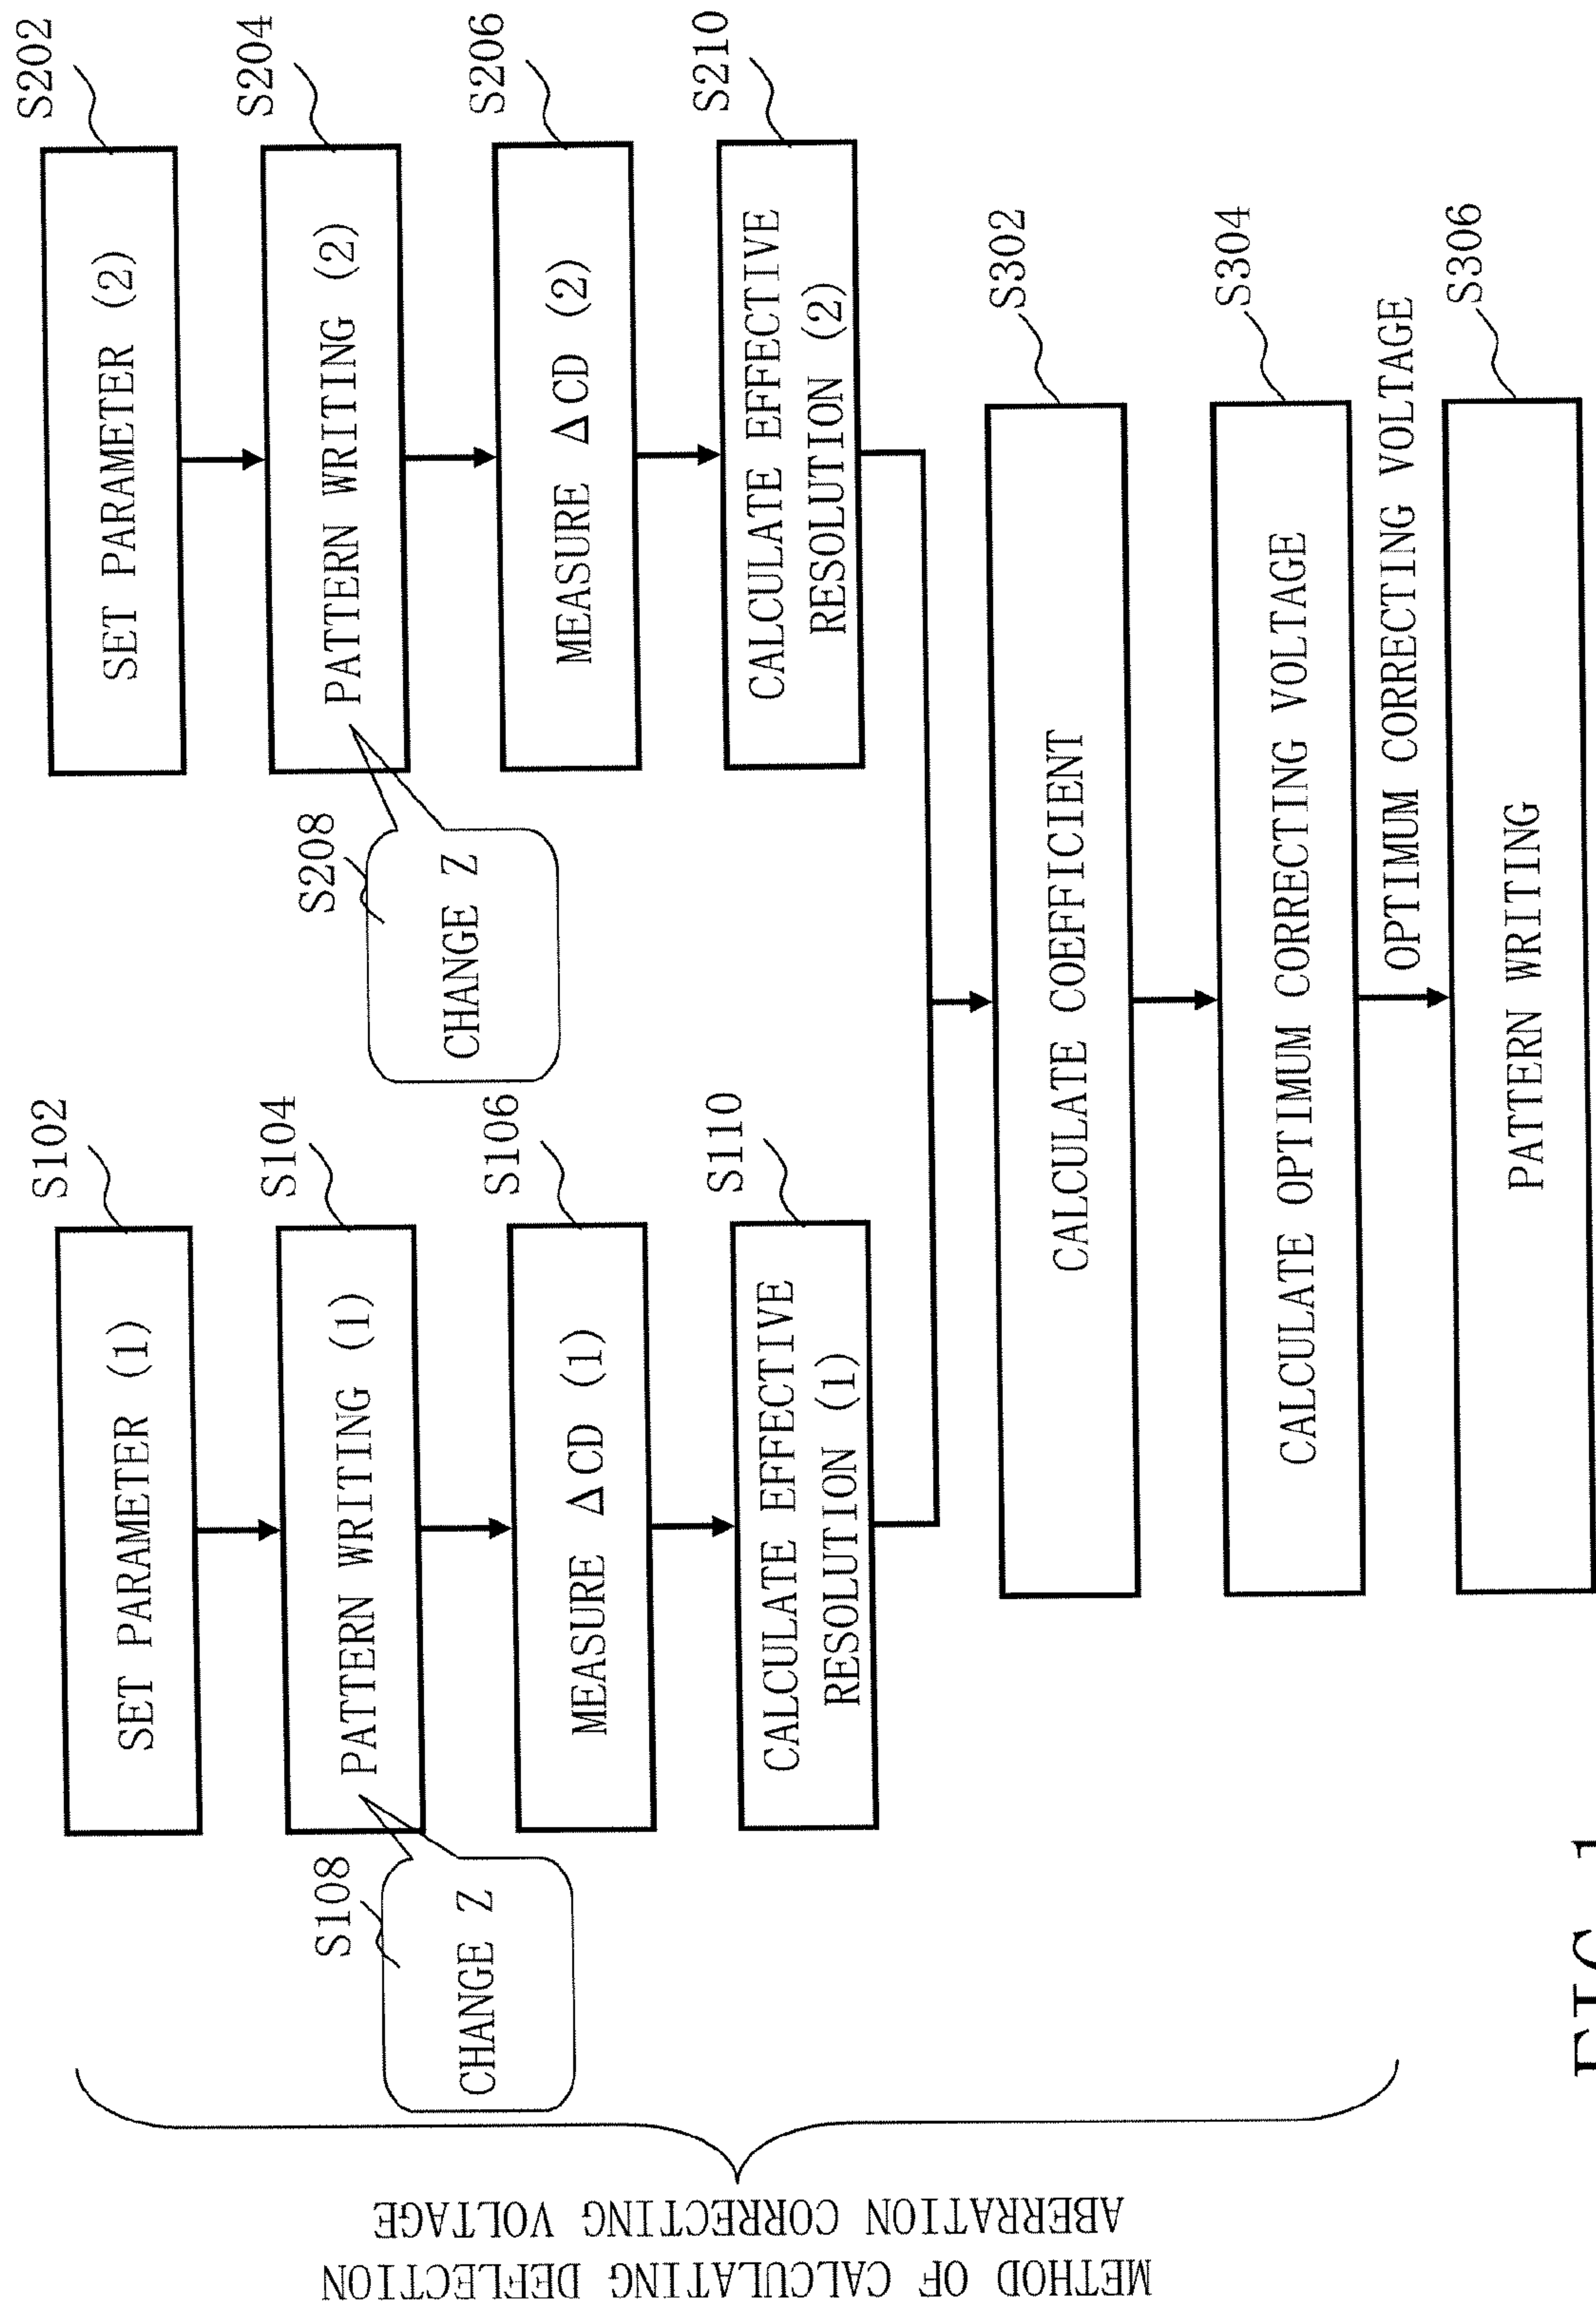 METHOD OF CALCULATING DEFLECTION
ABERRATION CORRECTING VOLTAGE
S102
SET PARAMETER (1)
S104
PATTERN WRITING (1)
S108
CHANGE Z
S106
MEASURE Δ CD (1)
S110
CALCULATE EFFECTIVE
RESOLUTION (1)
S202
SET PARAMETER (2)
S204
PATTERN WRITING (2)
S208
CHANGE Z
S206
MEASURE Δ CD (2)
S210
CALCULATE EFFECTIVE
RESOLUTION (2)
S302
CALCULATE COEFFICIENT
S304
CALCULATE OPTIMUM CORRECTING VOLTAGE
OPTIMUM CORRECTING VOLTAGE
S306
PATTERN WRITING